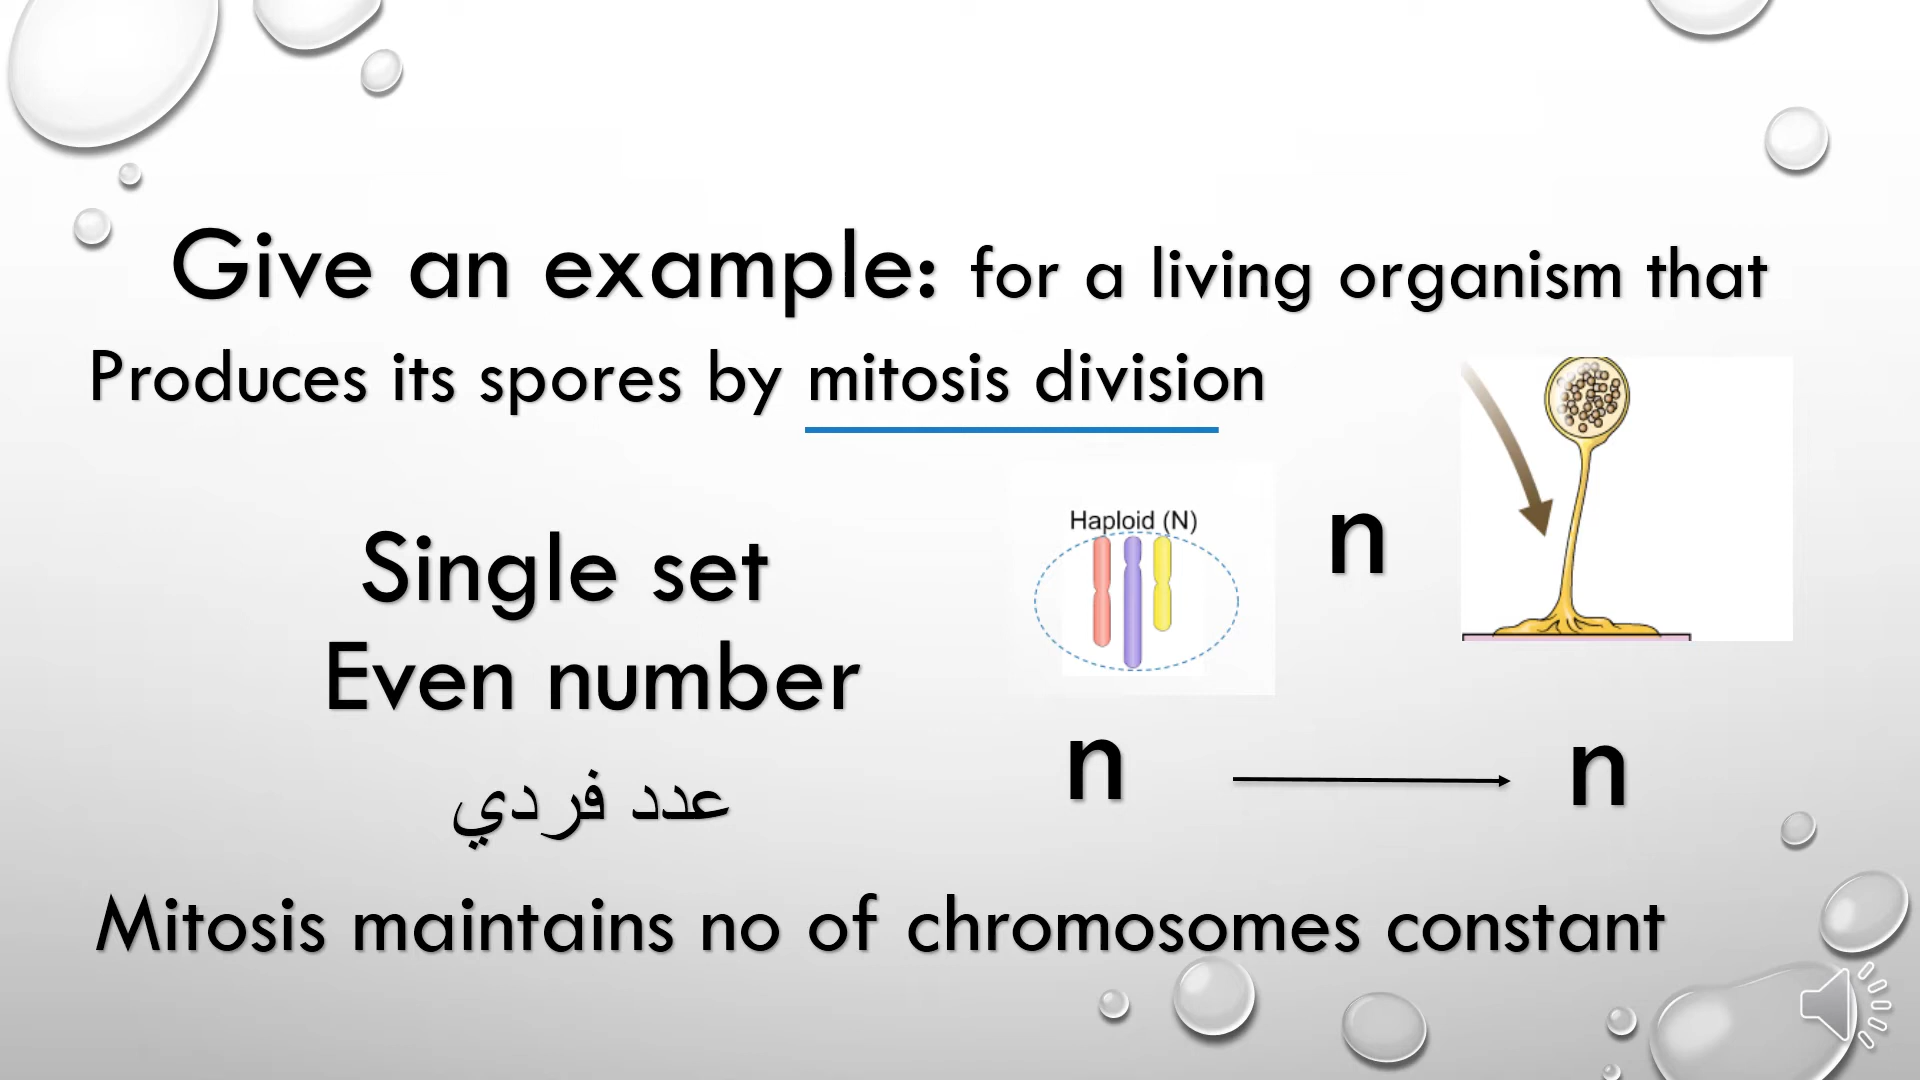 Give an example: for a living organism that
Produces its spores by mitosis division
Haploid (N)
n
Single set
Even number
عدد فردي
n
n
Mitosis maintains no of chromosomes constant